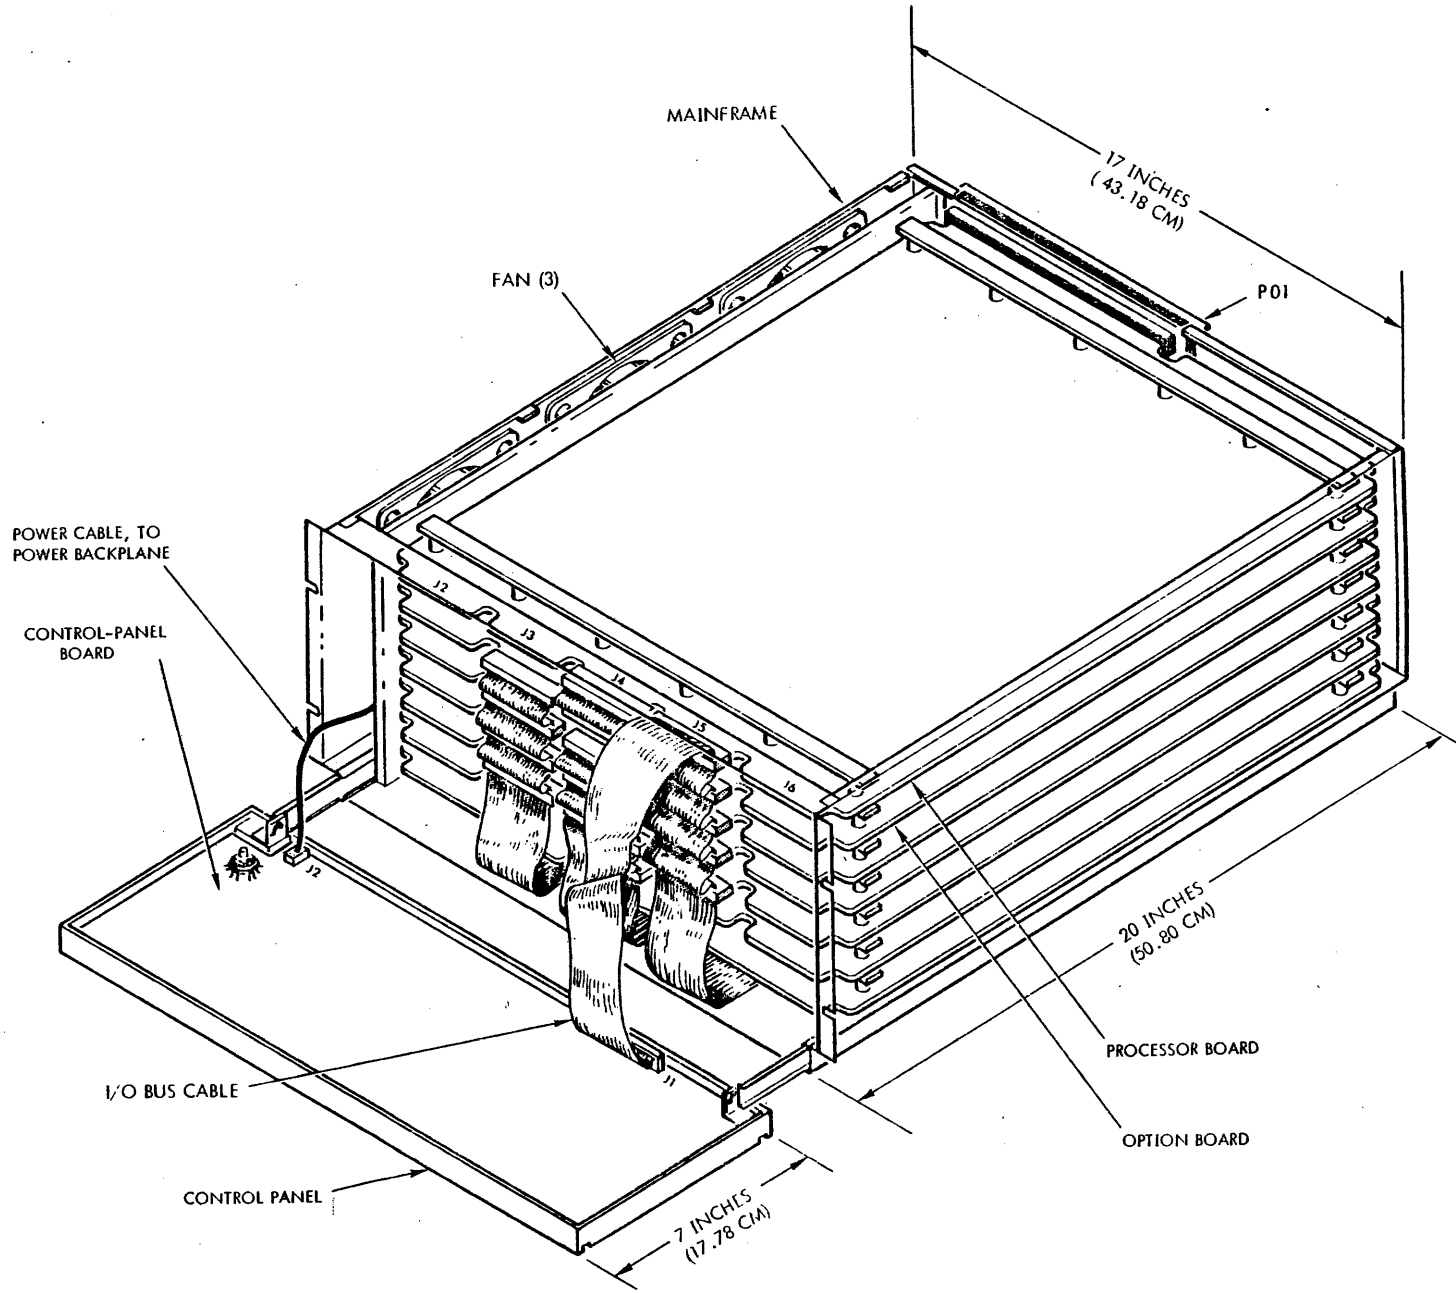 MAINFRAME
17 INCHES
( 43.18 CM)
FAN (3)
P01
POWER CABLE, TO
POWER BACKPLANE
J2
CONTROL-PANEL
BOARD
J3
J4
J5
J6
J2
20 INCHES
(50.80 CM)
PROCESSOR BOARD
J1
I/O BUS CABLE
OPTION BOARD
CONTROL PANEL
7 INCHES
(17.78 CM)